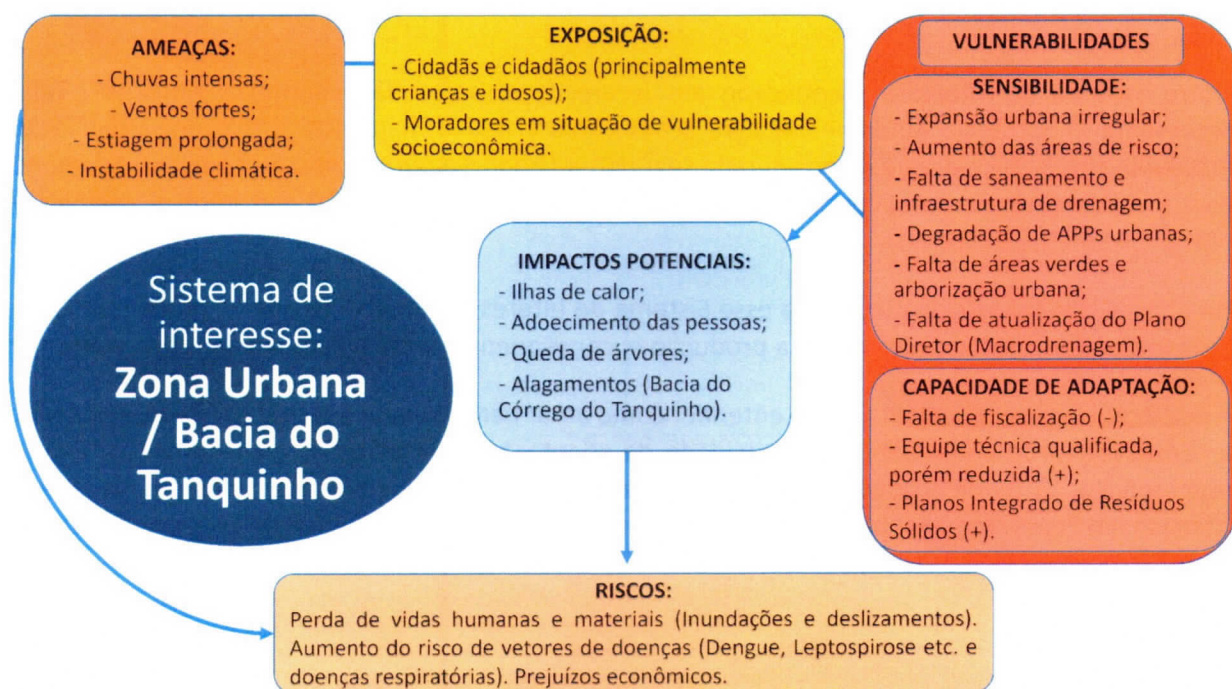 AMEAÇAS:
- Chuvas intensas;
- Ventos fortes;
- Estiagem prolongada;
- Instabilidade climática.
EXPOSIÇÃO:
- Cidadãs e cidadãos (principalmente
crianças e idosos);
- Moradores em situação de vulnerabilidade
socioeconômica.
VULNERABILIDADES
SENSIBILIDADE:
- Expansão urbana irregular;
- Aumento das áreas de risco;
- Falta de saneamento e
infraestrutura de drenagem;
- Degradação de APPs urbanas;
- Falta de áreas verdes e
arborização urbana;
- Falta de atualização do Plano
Diretor (Macrodrenagem).
CAPACIDADE DE ADAPTAÇÃO:
- Falta de fiscalização (-);
- Equipe técnica qualificada,
porém reduzida (+);
- Planos Integrado de Resíduos
Sólidos (+).
Sistema de
interesse:
Zona Urbana
/ Bacia do
Tanquinho
IMPACTOS POTENCIAIS:
- Ilhas de calor;
- Adoecimento das pessoas;
- Queda de árvores;
- Alagamentos (Bacia do
Córrego do Tanquinho).
RISCOS:
Perda de vidas humanas e materiais (Inundações e deslizamentos).
Aumento do risco de vetores de doenças (Dengue, Leptospirose etc. e
doenças respiratórias). Prejuízos econômicos.